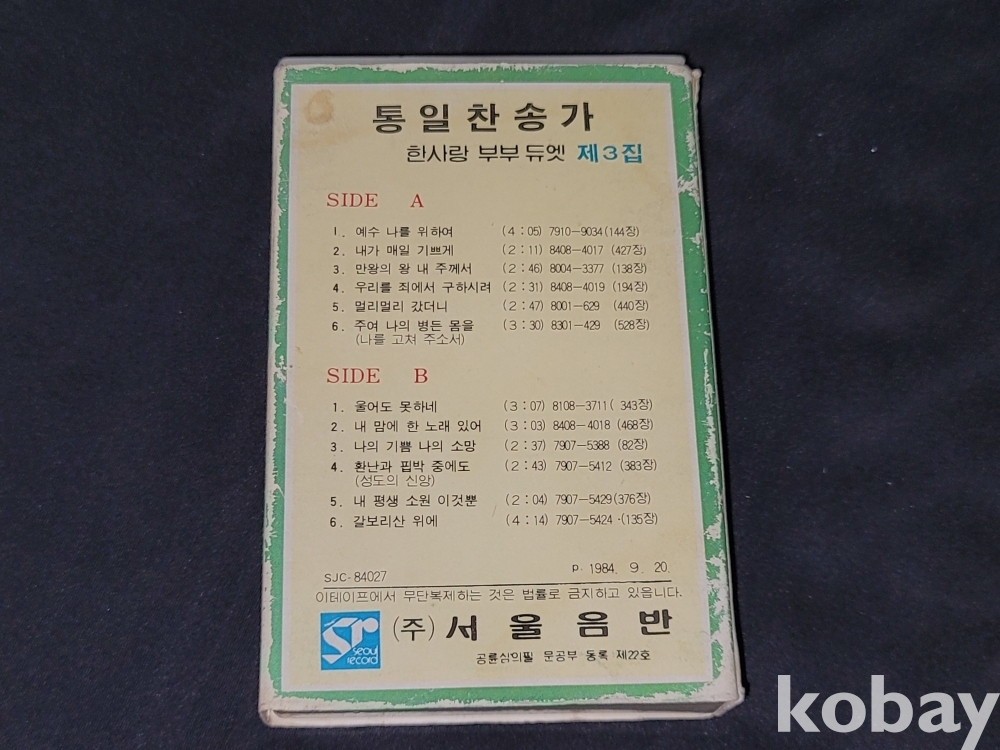 통일찬송가
한사랑 부부 듀엣 제3집
SIDE A
1. 예수 나를 위하여 (4:05) 7910-9034(144장)
2. 내가 매일 기쁘게 (2:11) 8408-4017 (427장)
3. 만왕의 왕 내 주께서 (2:46) 8004-3377 (138장)
4. 우리를 죄에서 구하시려 (2:31) 8408-4019 (194장)
5. 멀리멀리 갔더니 (2:47) 8001-629 (440장)
6. 주여 나의 병든 몸을 (3:30) 8301-429 (528장)
(나를 고쳐 주소서)
SIDE B
1. 울어도 못하네 (3:07) 8108-3711( 343장)
2. 내 맘에 한 노래 있어 (3:03) 8408-4018 (468장)
3. 나의 기쁨 나의 소망 (2:37) 7907-5388 (82장)
4. 환난과 핍박 중에도 (2:43) 7907-5412 (383장)
(성도의 신앙)
5. 내 평생 소원 이것뿐 (2:04) 7907-5429(376장)
6. 갈보리산 위에 (4:14) 7907-5424 -(135장)
SJC-84027 P. 1984. 9. 20.
이테이프에서 무단복제하는 것은 법률로 금지하고 있읍니다.
sr seoul record (주) 서울음반
공륜심의필 문공부 등록 제22호
kobay